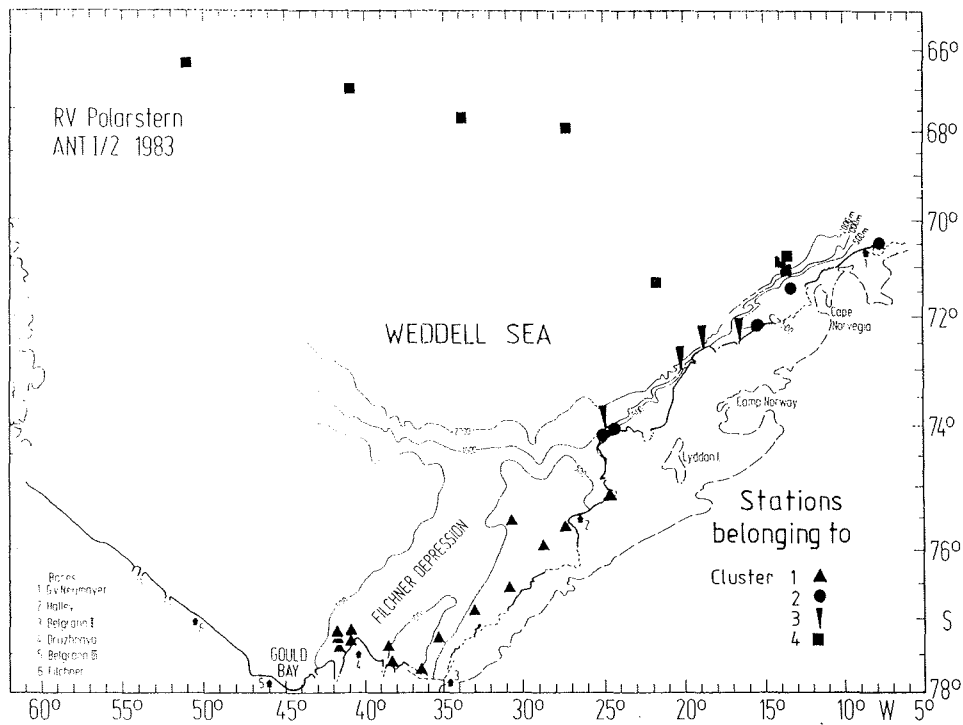 RV Polarstern
ANT I/2 1983
66°
68°
70°
72°
74°
76°
S
78°
WEDDELL SEA
Cape
Norvegia
Camp Norway
Lyddan I.
FILCHNER DEPRESSION
GOULD
BAY
Stations
belonging to
Cluster 1
2
3
4
Bases
1 G.v.Neumayer
2 Halley
3 Belgrano II
4 Druzhnaya
5 Belgrano III
6 Filchner
60° 55° 50° 45° 40° 35° 30° 25° 20° 15° 10° W 5°